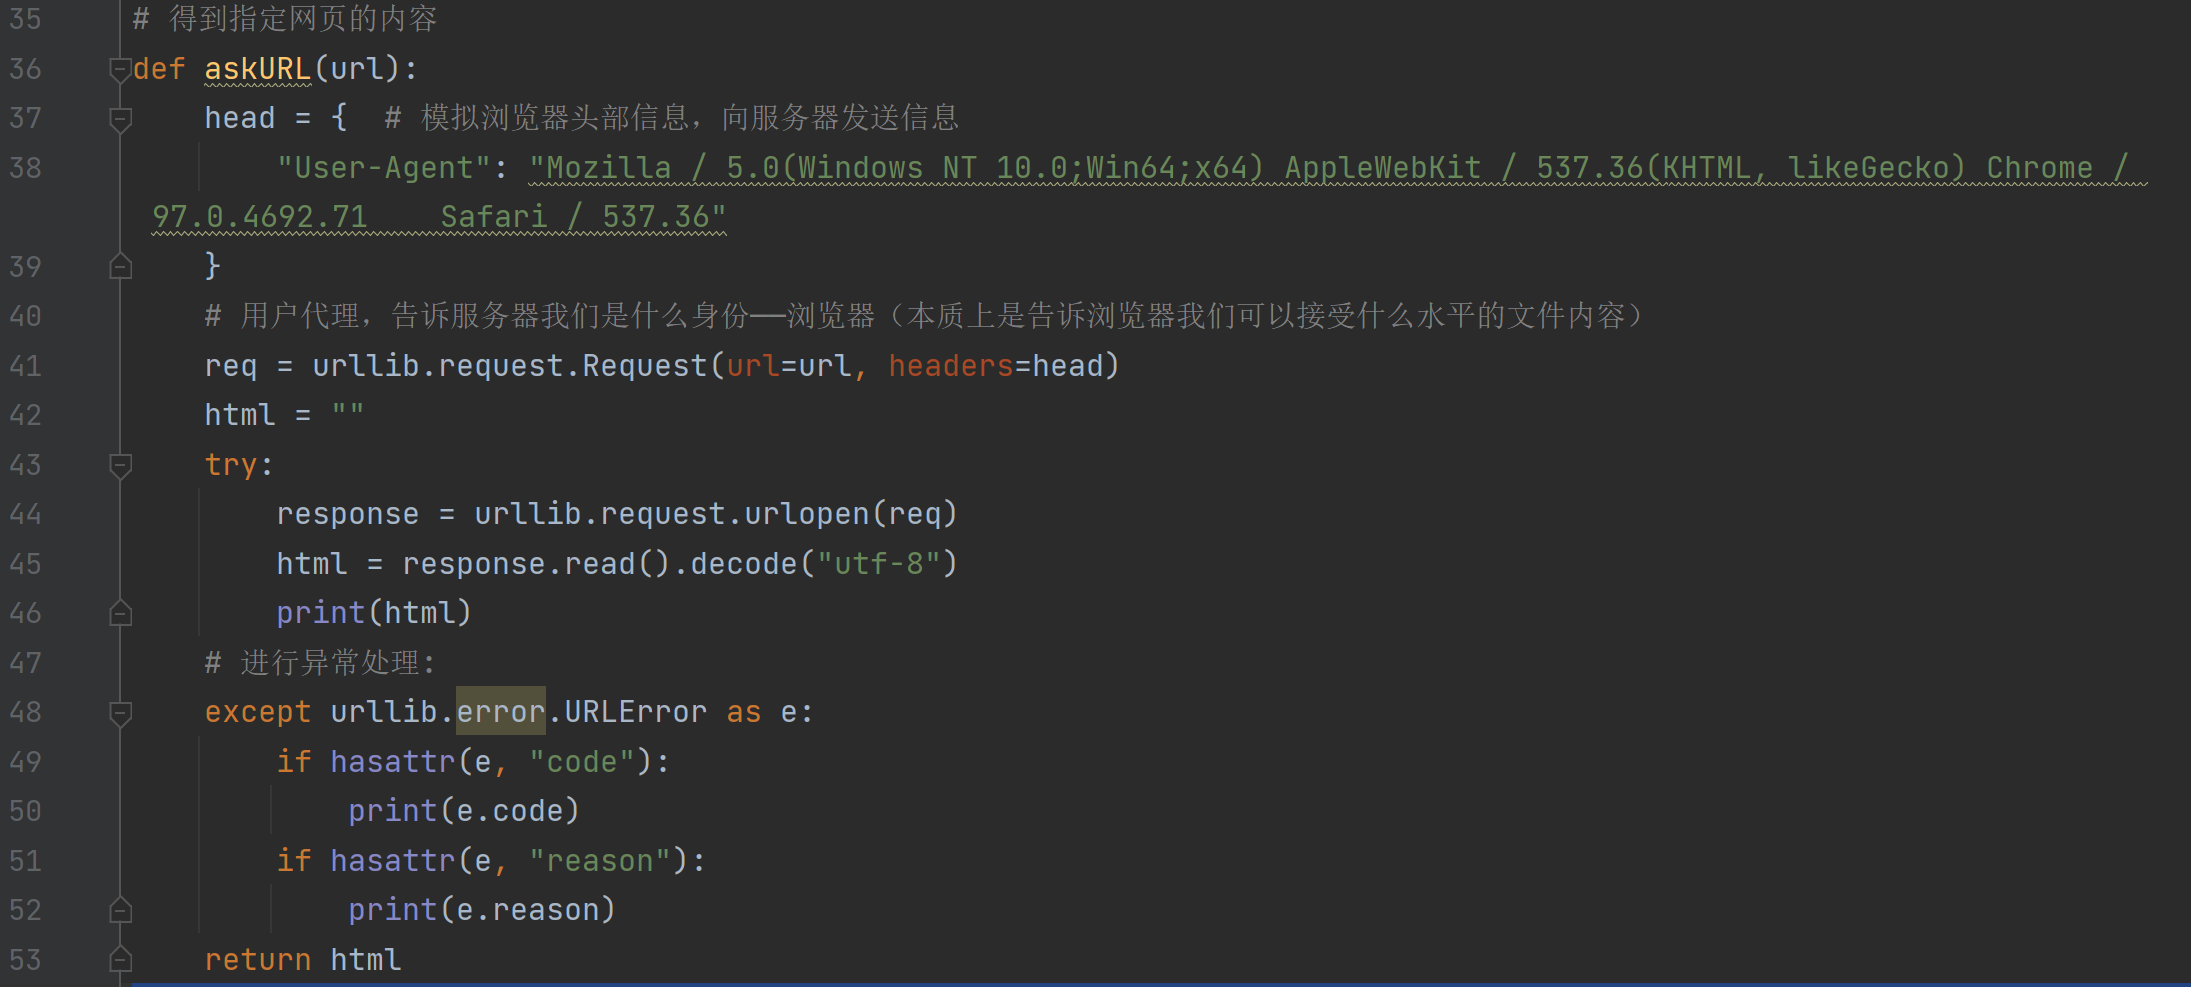 35 # 得到指定网页的内容
36 def askURL(url):
37 head = { # 模拟浏览器头部信息，向服务器发送信息
38 "User-Agent": "Mozilla / 5.0(Windows NT 10.0;Win64;x64) AppleWebKit / 537.36(KHTML, likeGecko) Chrome /
97.0.4692.71    Safari / 537.36"
39 }
40 # 用户代理，告诉服务器我们是什么身份——浏览器（本质上是告诉浏览器我们可以接受什么水平的文件内容）
41 req = urllib.request.Request(url=url, headers=head)
42 html = ""
43 try:
44 response = urllib.request.urlopen(req)
45 html = response.read().decode("utf-8")
46 print(html)
47 # 进行异常处理：
48 except urllib.error.URLError as e:
49 if hasattr(e, "code"):
50 print(e.code)
51 if hasattr(e, "reason"):
52 print(e.reason)
53 return html